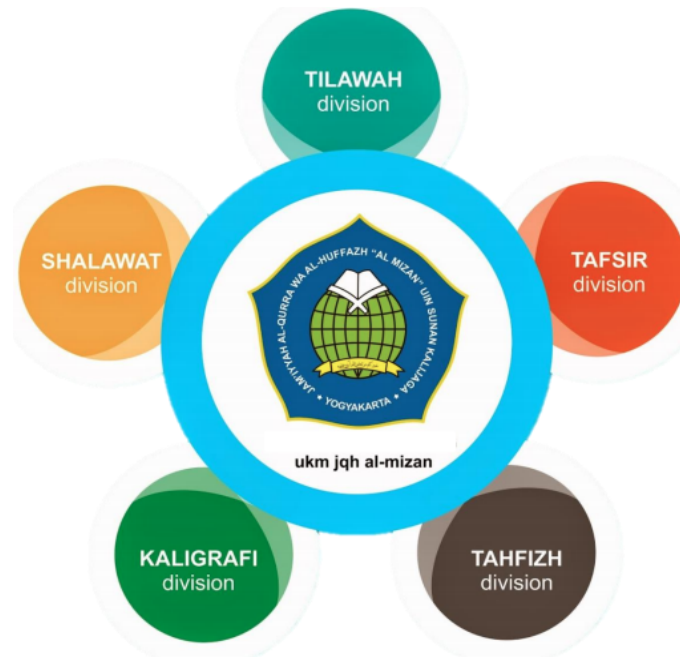 TILAWAH
division
SHALAWAT
division
TAFSIR
division
JAM'IYYAH AL-QURRA WA AL-HUFFAZH "AL MIZAN" UIN SUNAN KALIJAGA
* YOGYAKARTA *
ukm jqh al-mizan
KALIGRAFI
division
TAHFIZH
division